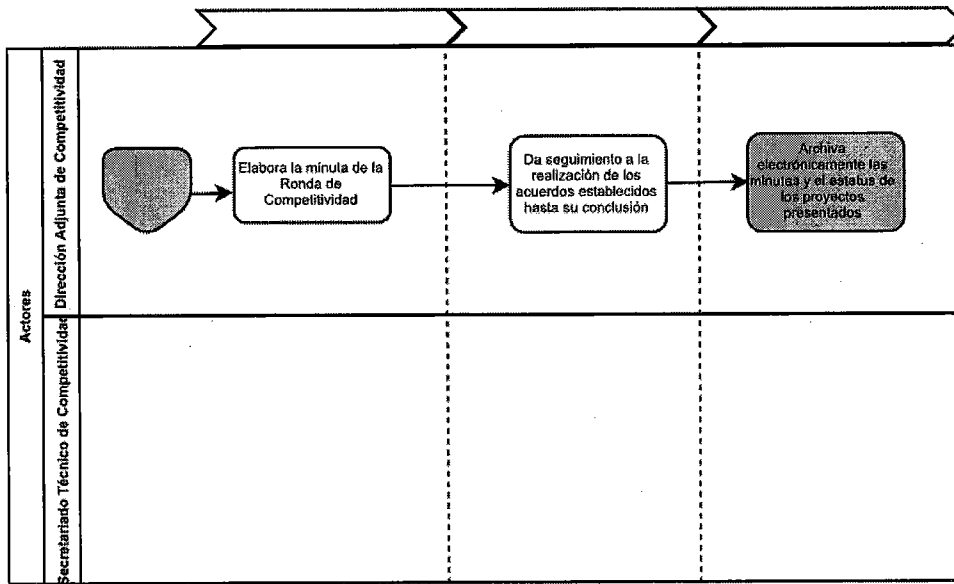 Actores
Dirección Adjunta de Competitividad
Secretariado Técnico de Competitividad
Elabora la minuta de la
Ronda de
Competitividad
Da seguimiento a la
realización de los
acuerdos establecidos
hasta su conclusión
Archiva
electrónicamente las
minutas y el estatus de
los proyectos
presentados